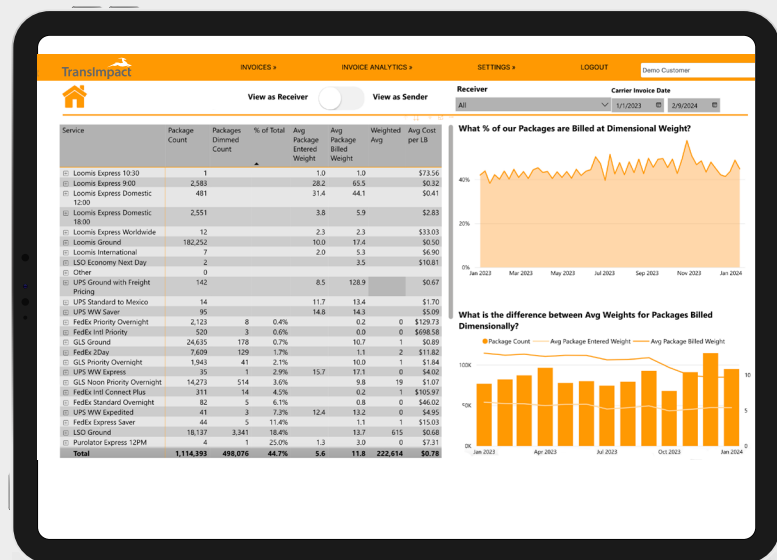 TransImpact
INVOICES »
INVOICE ANALYTICS »
SETTINGS »
LOGOUT
Demo Customer
View as Receiver
View as Sender
Receiver
All
Carrier Invoice Date
1/1/2023
2/9/2024
Service Package Count Packages Dimmed Count % of Total Avg Package Entered Weight Avg Package Billed Weight Weighted Avg Avg Cost per LB
Loomis Express 10:30 1 1.0 1.0 $73.56
Loomis Express 9:00 2,583 28.2 65.5 $0.32
Loomis Express Domestic 12:00 481 31.4 44.1 $0.41
Loomis Express Domestic 18:00 2,551 3.8 5.9 $2.83
Loomis Express Worldwide 12 2.3 2.3 $33.03
Loomis Ground 182,252 10.0 17.4 $0.50
Loomis International 7 2.0 5.3 $6.90
LSO Economy Next Day 2 3.5 $10.81
Other 0
UPS Ground with Freight Pricing 142 8.5 128.9 $0.67
UPS Standard to Mexico 14 11.7 13.4 $1.70
UPS WW Saver 95 14.8 14.3 $5.09
FedEx Priority Overnight 2,123 8 0.4% 0.2 0 $129.73
FedEx Intl Priority 520 3 0.6% 0.0 0 $698.58
GLS Ground 24,635 178 0.7% 10.7 1 $0.89
FedEx 2Day 7,609 129 1.7% 1.1 2 $11.82
GLS Priority Overnight 1,943 41 2.1% 10.0 1 $1.84
UPS WW Express 35 1 2.9% 15.7 17.1 0 $4.02
GLS Noon Priority Overnight 14,273 514 3.6% 9.8 19 $1.07
FedEx Intl Connect Plus 311 14 4.5% 0.2 1 $105.97
FedEx Standard Overnight 82 5 6.1% 0.8 0 $46.02
UPS WW Expedited 41 3 7.3% 12.4 13.2 0 $4.95
FedEx Express Saver 44 5 11.4% 1.1 1 $15.03
LSO Ground 18,137 3,341 18.4% 13.7 615 $0.68
Purolator Express 12PM 4 1 25.0% 1.3 3.0 0 $7.31
Total 1,114,393 498,076 44.7% 5.6 11.8 222,614 $0.78
What % of our Packages are Billed at Dimensional Weight?
40%
20%
0%
Jan 2023 Mar 2023 May 2023 Jul 2023 Sep 2023 Nov 2023 Jan 2024
What is the difference between Avg Weights for Packages Billed
Dimensionally?
Package Count Avg Package Entered Weight Avg Package Billed Weight
100K
50K
0K
10
5
0
Jan 2023 Apr 2023 Jul 2023 Oct 2023 Jan 2024